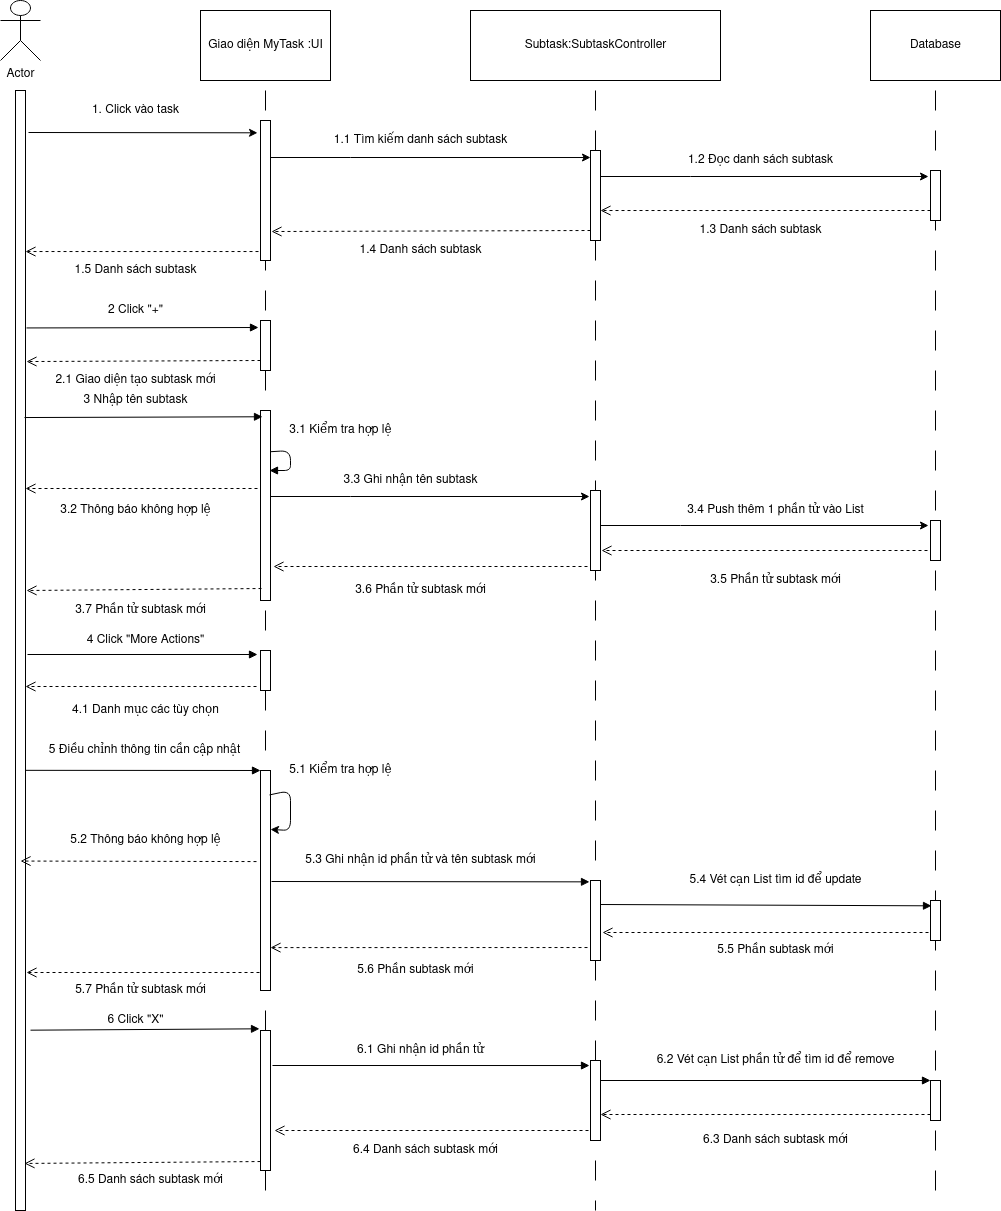 Actor
Giao diện MyTask :UI
Subtask:SubtaskController
Database
1. Click vào task
1.1 Tìm kiếm danh sách subtask
1.2 Đọc danh sách subtask
1.3 Danh sách subtask
1.4 Danh sách subtask
1.5 Danh sách subtask
2 Click "+"
2.1 Giao diện tạo subtask mới
3 Nhập tên subtask
3.1 Kiểm tra hợp lệ
3.3 Ghi nhận tên subtask
3.2 Thông báo không hợp lệ
3.4 Push thêm 1 phần tử vào List
3.5 Phần tử subtask mới
3.6 Phần tử subtask mới
3.7 Phần tử subtask mới
4 Click "More Actions"
4.1 Danh mục các tùy chọn
5 Điều chỉnh thông tin cần cập nhật
5.1 Kiểm tra hợp lệ
5.2 Thông báo không hợp lệ
5.3 Ghi nhận id phần tử và tên subtask mới
5.4 Vét cạn List tìm id để update
5.5 Phần subtask mới
5.6 Phần subtask mới
5.7 Phần tử subtask mới
6 Click "X"
6.1 Ghi nhận id phần tử
6.2 Vét cạn List phần tử để tìm id để remove
6.3 Danh sách subtask mới
6.4 Danh sách subtask mới
6.5 Danh sách subtask mới